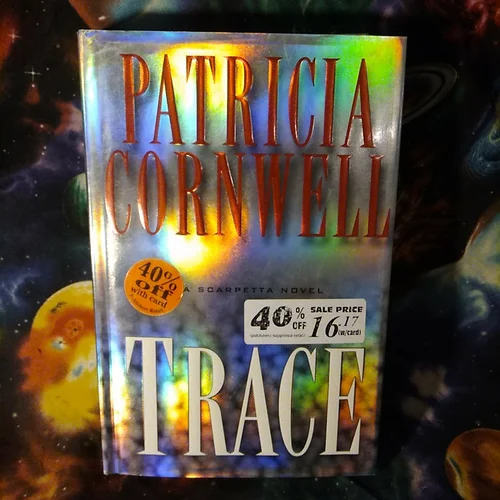 PATRICIA
CORNWELL
A SCARPETTA NOVEL
40%
off
with card
40% OFF
SALE PRICE
16.17
(w/card)
TRACE